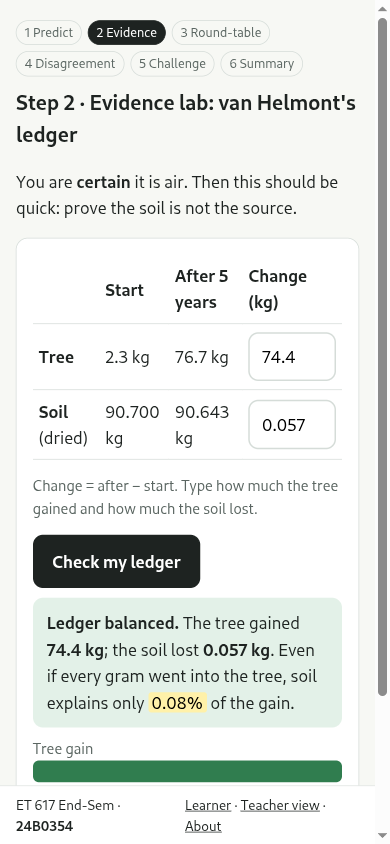 1 Predict 2 Evidence 3 Round-table
4 Disagreement 5 Challenge 6 Summary
Step 2 · Evidence lab: van Helmont's
ledger
You are certain it is air. Then this should be
quick: prove the soil is not the source.
Start After 5 years Change (kg)
Tree 2.3 kg 76.7 kg 74.4
Soil (dried) 90.700 kg 90.643 kg 0.057
Change = after − start. Type how much the tree
gained and how much the soil lost.
Check my ledger
Ledger balanced. The tree gained
74.4 kg; the soil lost 0.057 kg. Even
if every gram went into the tree, soil
explains only 0.08% of the gain.
Tree gain
ET 617 End-Sem ·
24B0354
Learner · Teacher view ·
About